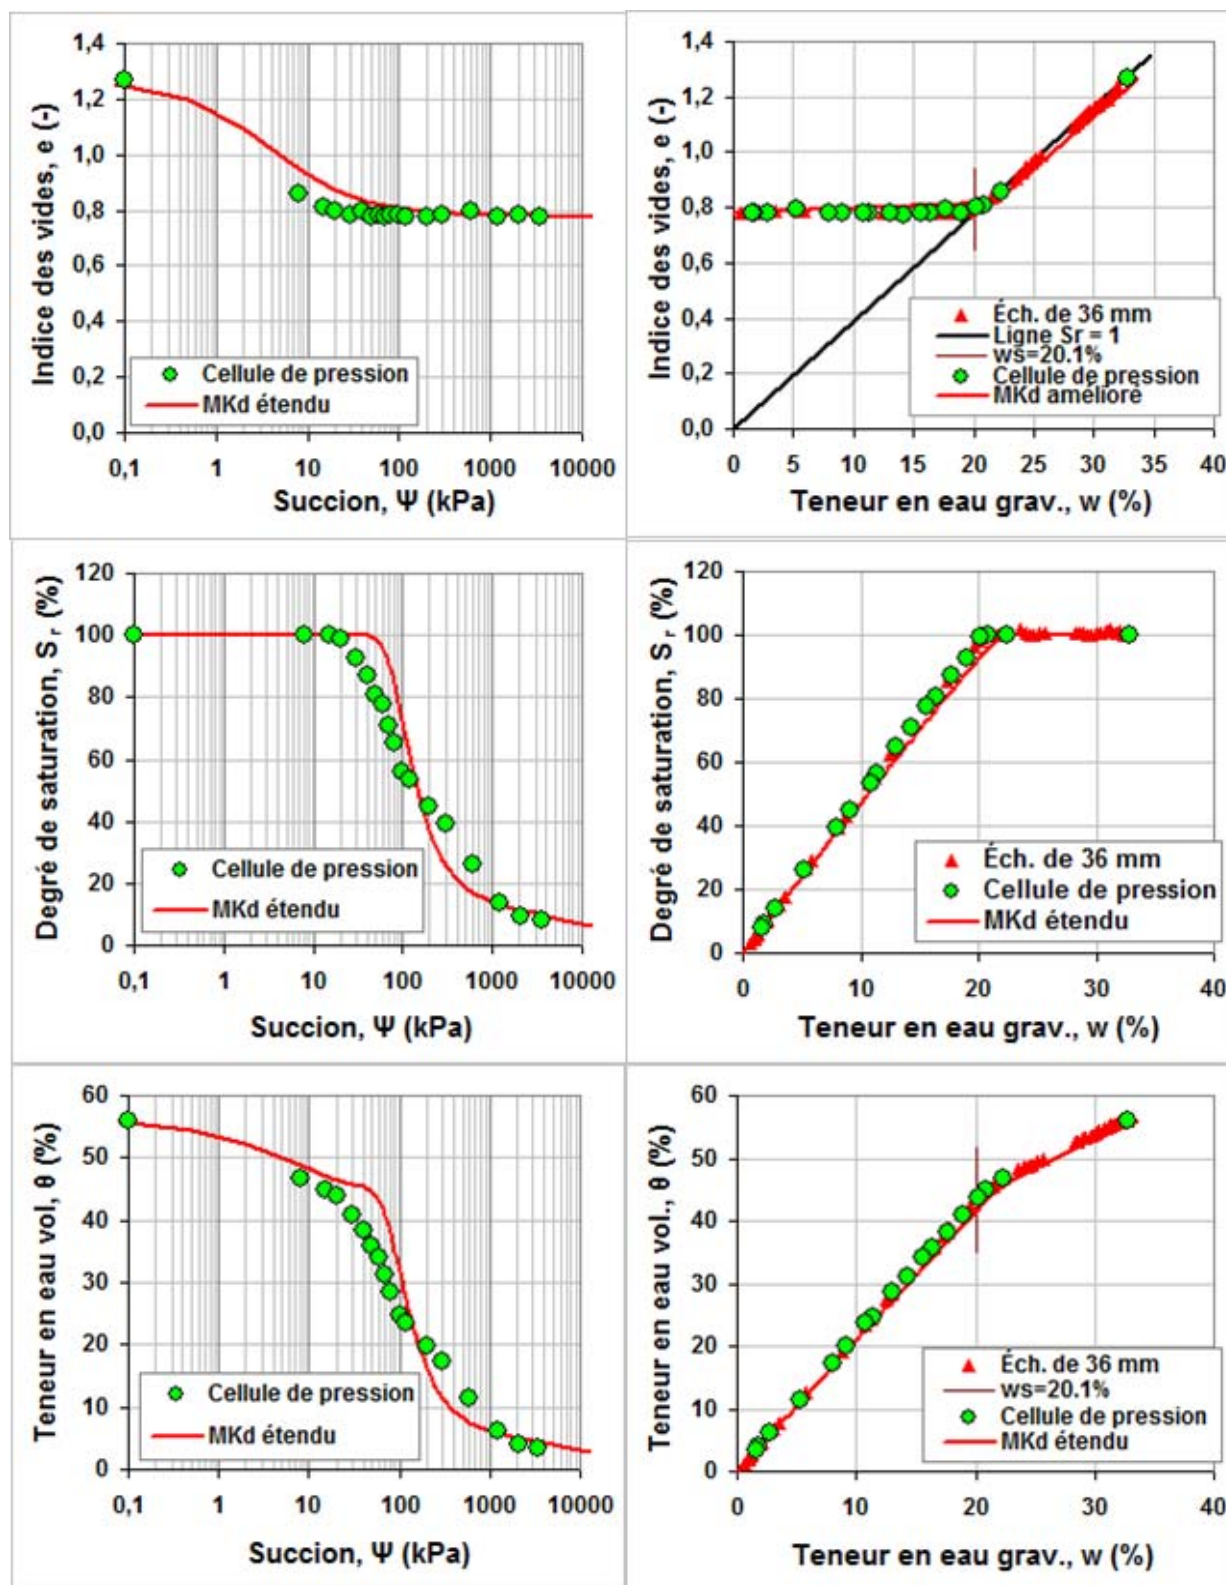 1,4
1,2
1,0
0,8
0,6
0,4
0,2
0,0
Indice des vides, e (-)
Cellule de pression
MKd étendu
0,1 1 10 100 1000 10000
Succion, Ψ (kPa)
1,4
1,2
1,0
0,8
0,6
0,4
0,2
0,0
Indice des vides, e (-)
Éch. de 36 mm
Ligne Sr = 1
ws=20.1%
Cellule de pression
MKd amélioré
0 5 10 15 20 25 30 35 40
Teneur en eau grav., w (%)
120
100
80
60
40
20
0
Degré de saturation, Sr (%)
Cellule de pression
MKd étendu
0,1 1 10 100 1000 10000
Succion, Ψ (kPa)
120
100
80
60
40
20
0
Degré de saturation, Sr (%)
Éch. de 36 mm
Cellule de pression
MKd étendu
0 10 20 30 40
Teneur en eau grav., w (%)
60
50
40
30
20
10
0
Teneur en eau vol, θ (%)
Cellule de pression
MKd étendu
0,1 1 10 100 1000 10000
Succion, Ψ (kPa)
60
50
40
30
20
10
0
Teneur en eau vol., θ (%)
Éch. de 36 mm
ws=20.1%
Cellule de pression
MKd étendu
0 10 20 30 40
Teneur en eau grav., w (%)